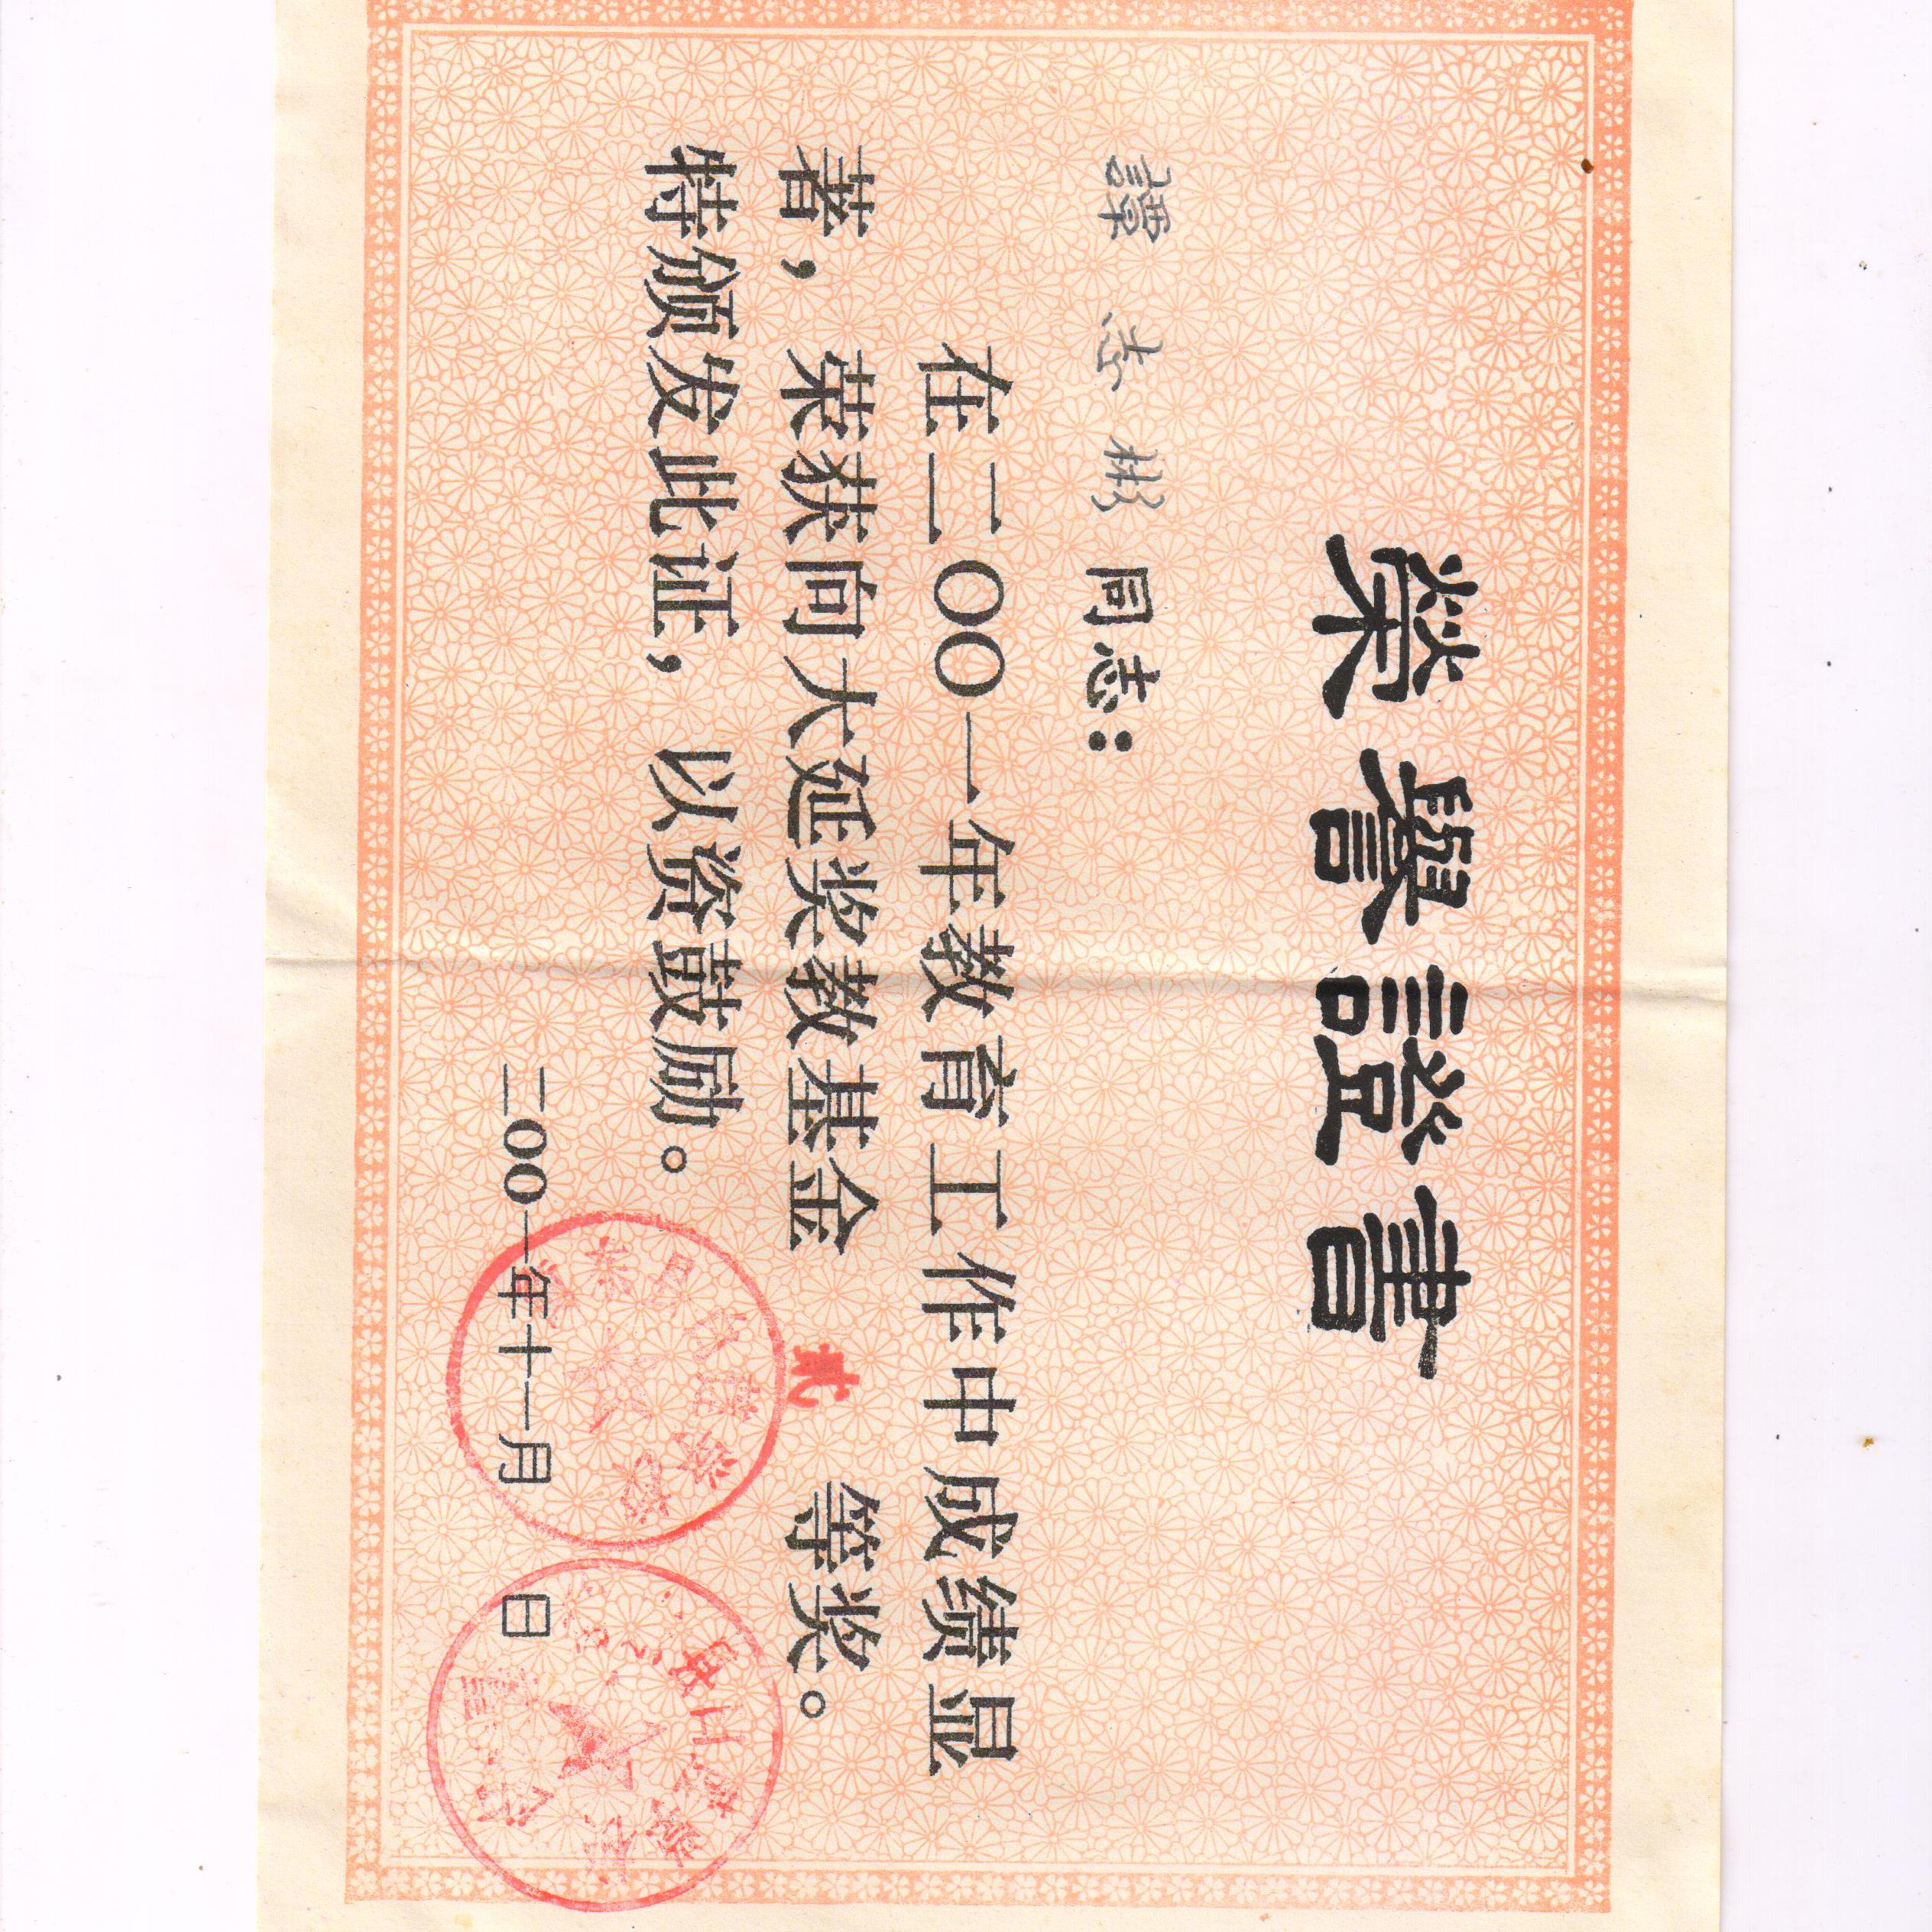 榮譽證書
譚志彬同志：
在二〇〇一年教育工作中成绩显
著，荣获向大延奖教基金 贰 等奖。
特颁发此证，以资鼓励。
二〇〇一年十一月 日